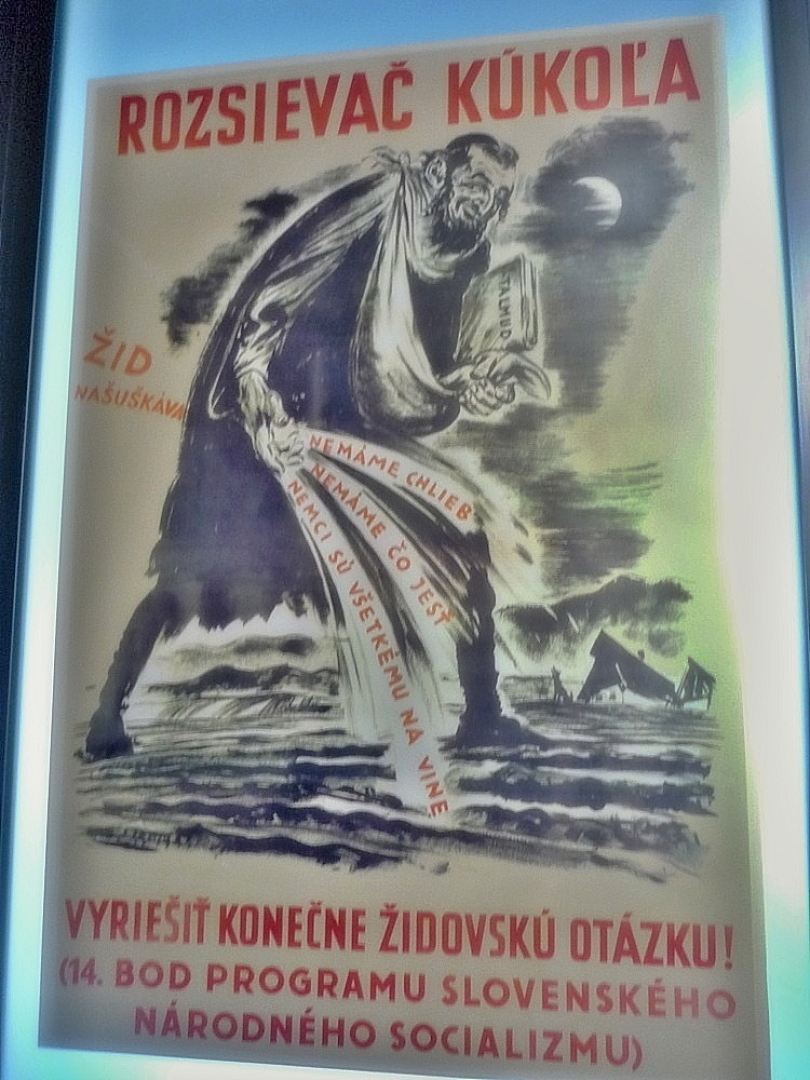 ROZSIEVAČ KÚKOĽA
TALMUD
ŽID
NAŠUŠKÁVA
NEMÁME CHLIEB
NEMÁME ČO JESŤ
NEMCI SÚ VŠETKÉMU NA VINE
VYRIEŠIŤ KONEČNE ŽIDOVSKÚ OTÁZKU!
(14. BOD PROGRAMU SLOVENSKÉHO
NÁRODNÉHO SOCIALIZMU)